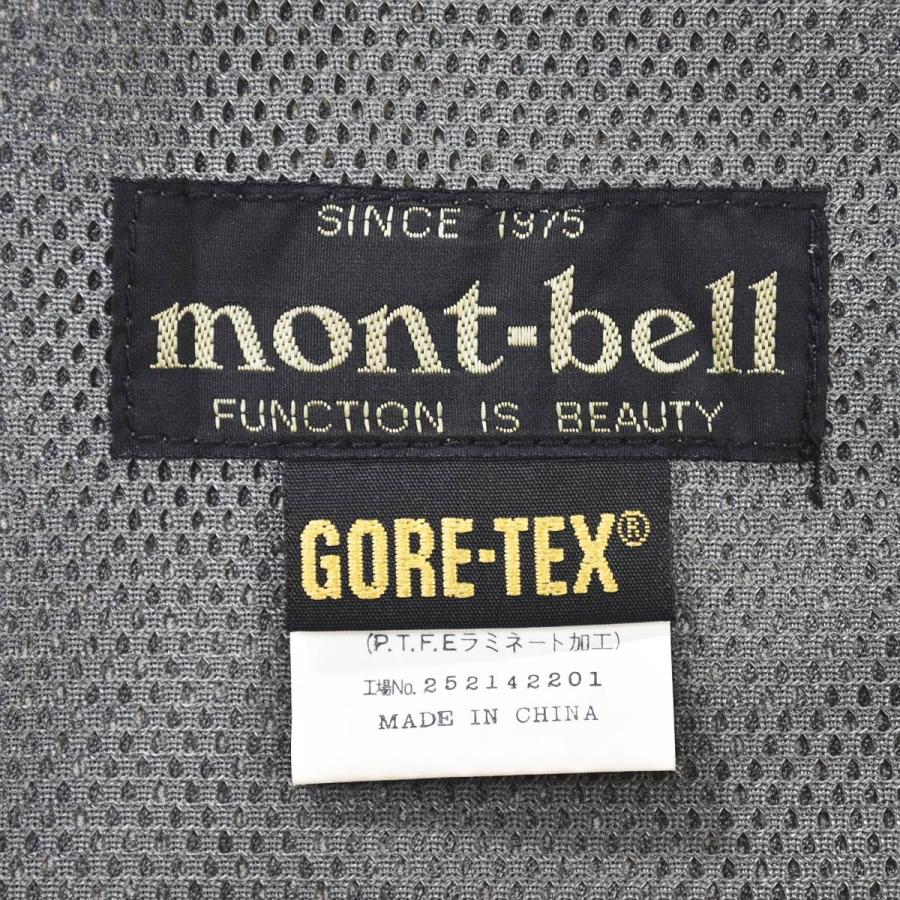 SINCE 1975
mont-bell
FUNCTION IS BEAUTY
GORE-TEX®
(P.T.F.Eラミネート加工)
工場No. 252142201
MADE IN CHINA